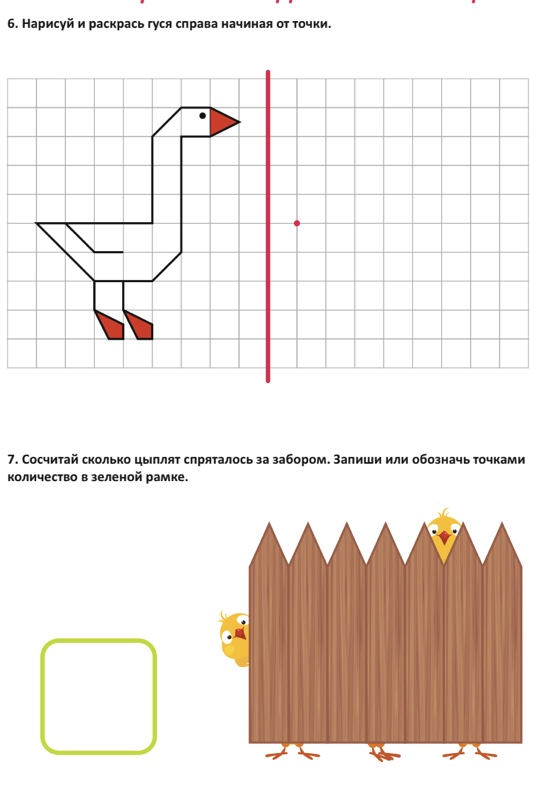 6. Нарисуй и раскрась гуся справа начиная от точки.
7. Сосчитай сколько цыплят спряталось за забором. Запиши или обозначь точками
количество в зеленой рамке.